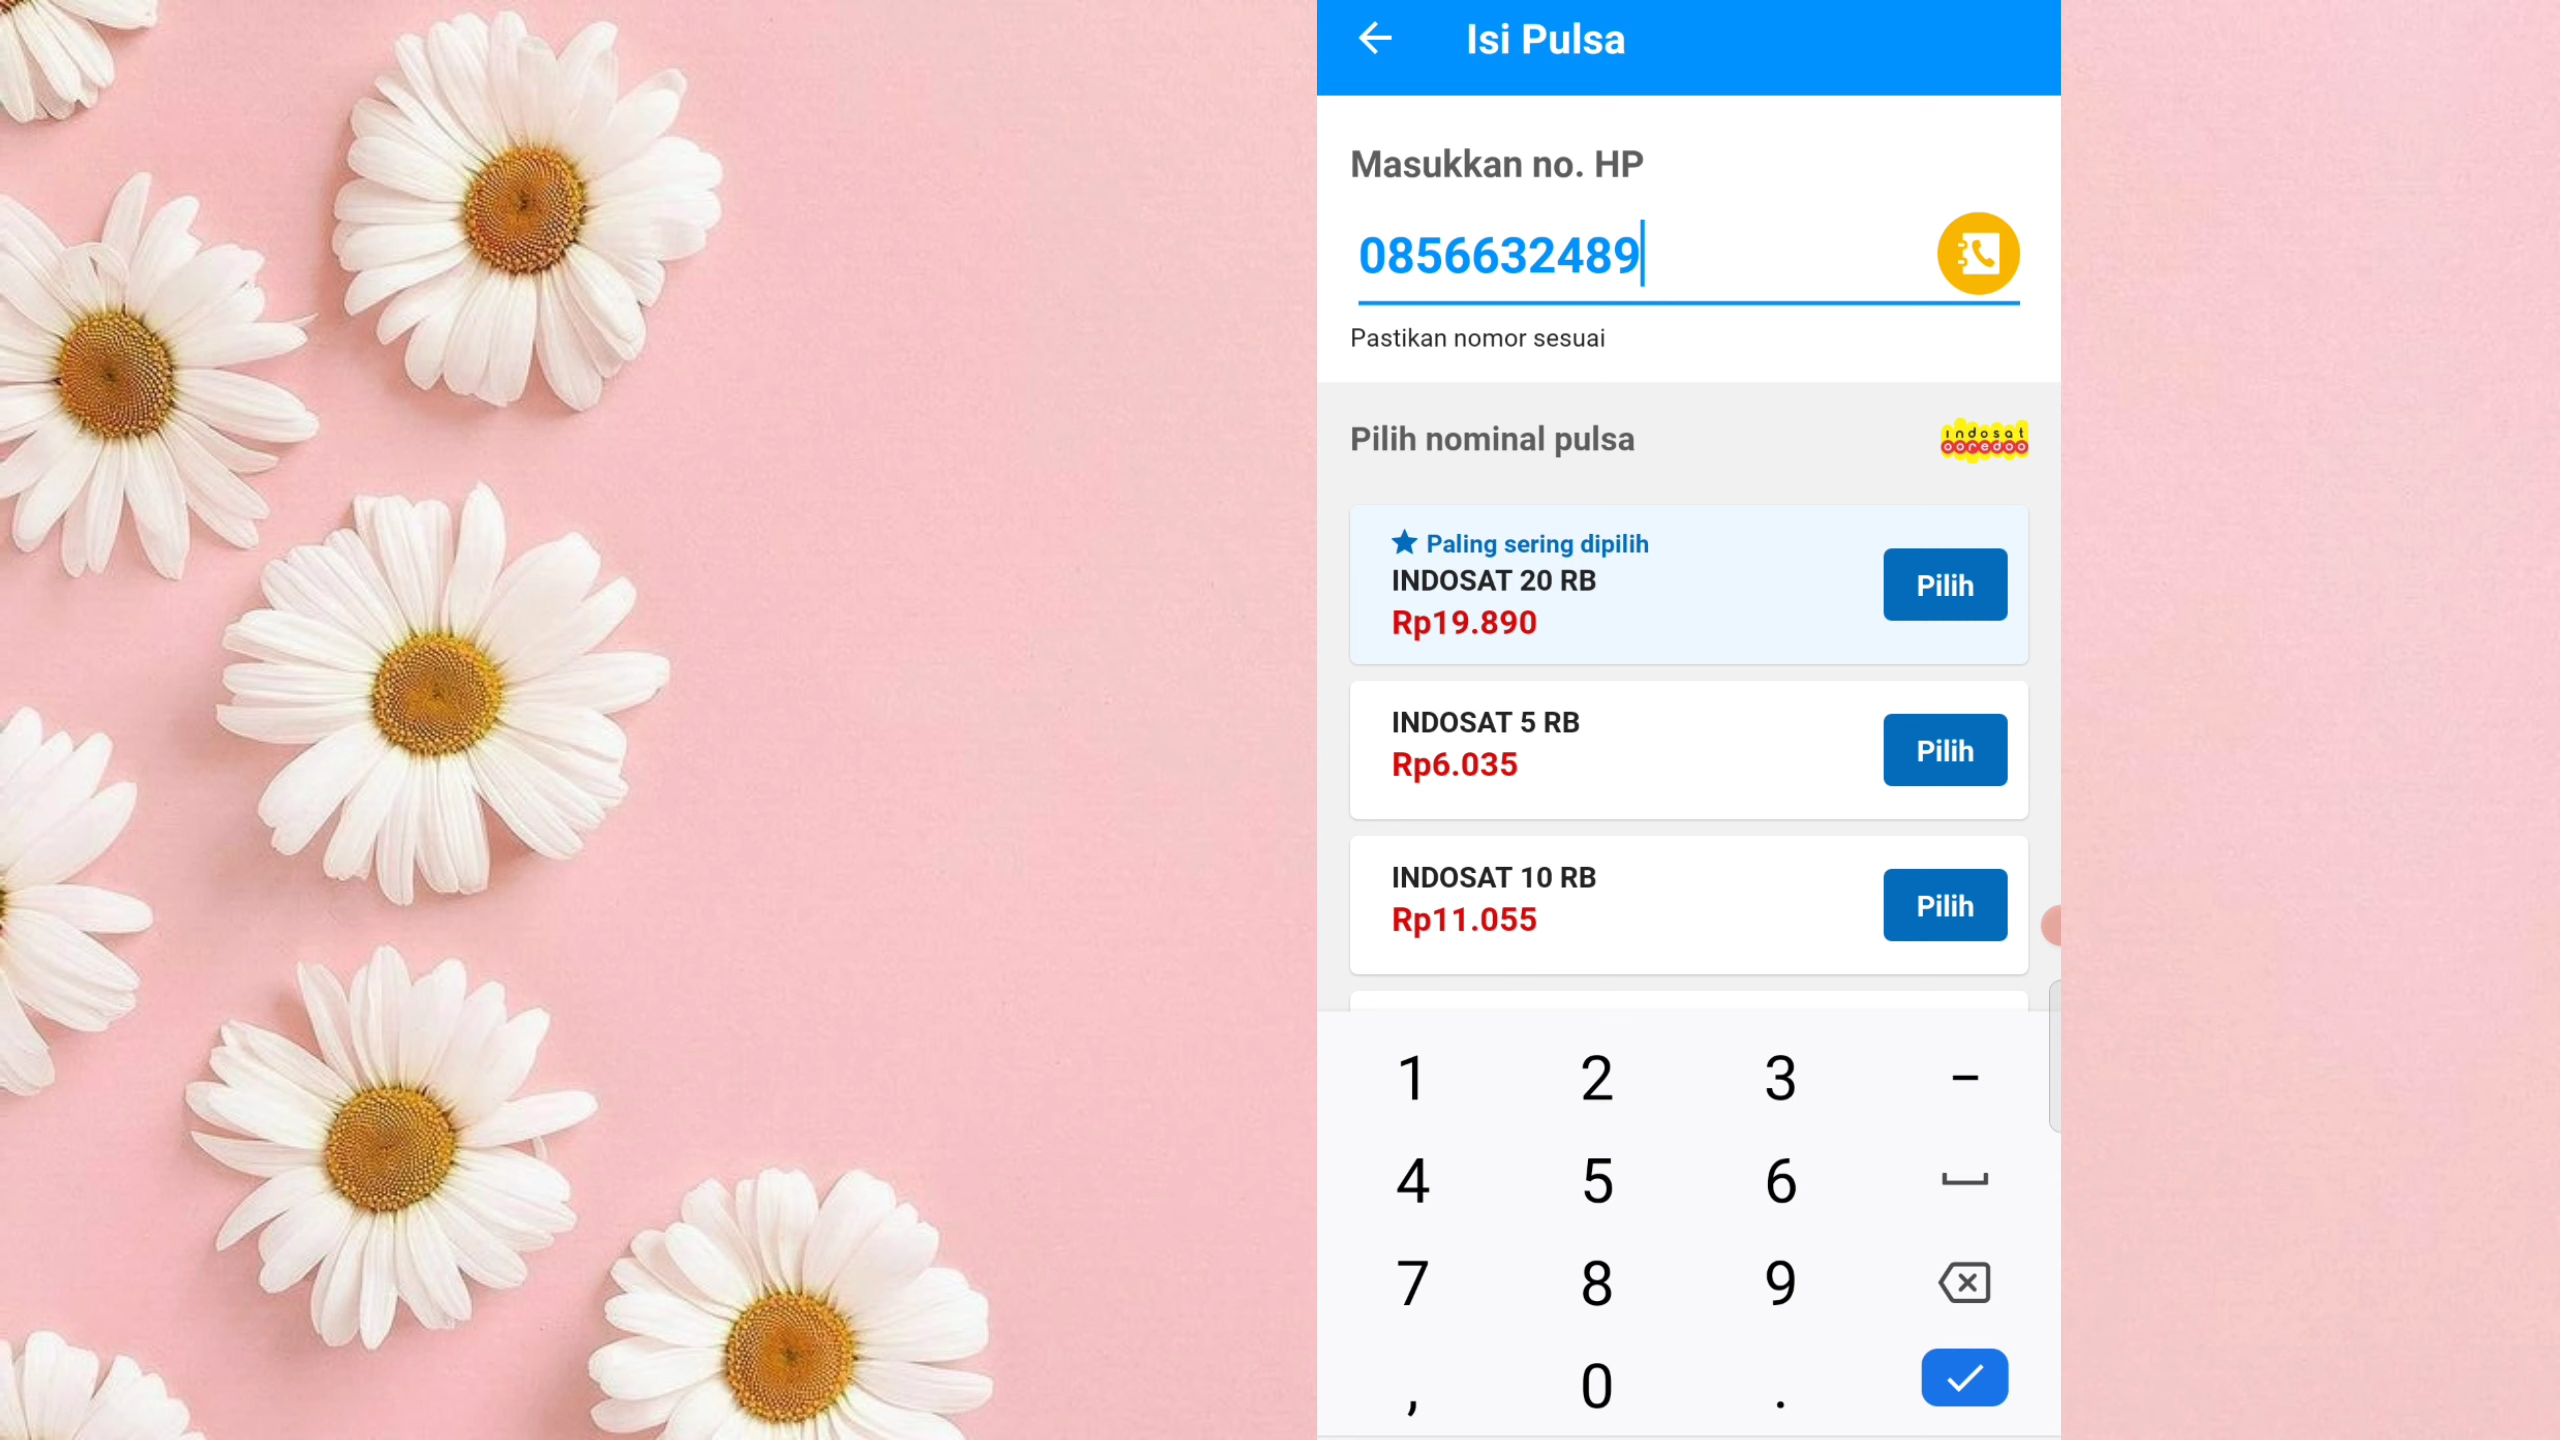 Isi Pulsa
Masukkan no. HP
0856632489
Pastikan nomor sesuai
Pilih nominal pulsa
indosat
ooredoo
Paling sering dipilih
INDOSAT 20 RB
Rp19.890
Pilih
INDOSAT 5 RB
Rp6.035
Pilih
INDOSAT 10 RB
Rp11.055
Pilih
1 2 3 –
4 5 6
7 8 9
, 0 .